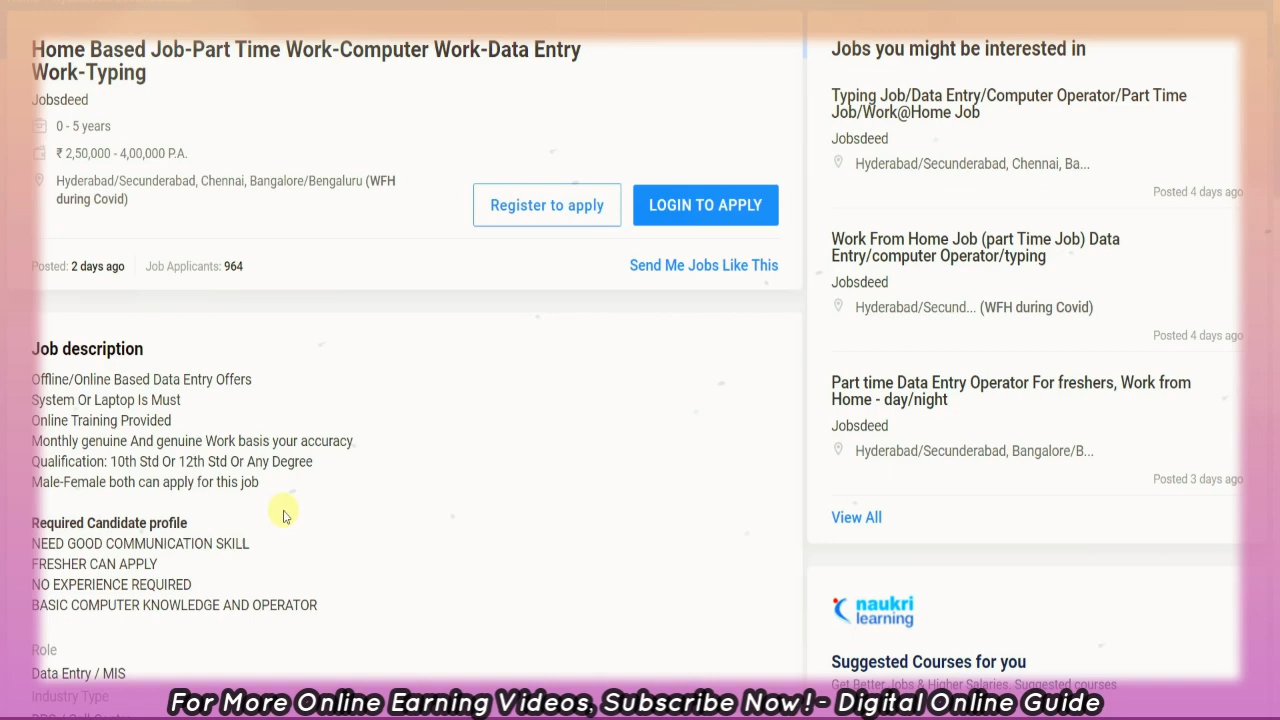 Home Based Job-Part Time Work-Computer Work-Data Entry
Work-Typing
Jobsdeed
0 - 5 years
₹ 2,50,000 - 4,00,000 P.A.
Hyderabad/Secunderabad, Chennai, Bangalore/Bengaluru (WFH
during Covid)
Register to apply
LOGIN TO APPLY
Posted: 2 days ago
Job Applicants: 964
Send Me Jobs Like This
Job description
Offline/Online Based Data Entry Offers
System Or Laptop Is Must
Online Training Provided
Monthly genuine And genuine Work basis your accuracy
Qualification: 10th Std Or 12th Std Or Any Degree
Male-Female both can apply for this job
Required Candidate profile
NEED GOOD COMMUNICATION SKILL
FRESHER CAN APPLY
NO EXPERIENCE REQUIRED
BASIC COMPUTER KNOWLEDGE AND OPERATOR
Role
Data Entry / MIS
Industry Type
Jobs you might be interested in
Typing Job/Data Entry/Computer Operator/Part Time
Job/Work@Home Job
Jobsdeed
Hyderabad/Secunderabad, Chennai, Ba...
Posted 4 days ago
Work From Home Job (part Time Job) Data
Entry/computer Operator/typing
Jobsdeed
Hyderabad/Secund... (WFH during Covid)
Posted 4 days ago
Part time Data Entry Operator For freshers, Work from
Home - day/night
Jobsdeed
Hyderabad/Secunderabad, Bangalore/B...
Posted 3 days ago
View All
naukri
learning
Suggested Courses for you
Get Better Jobs & Higher Salaries. Suggested courses
For More Online Earning Videos, Subscribe Now!- Digital Online Guide